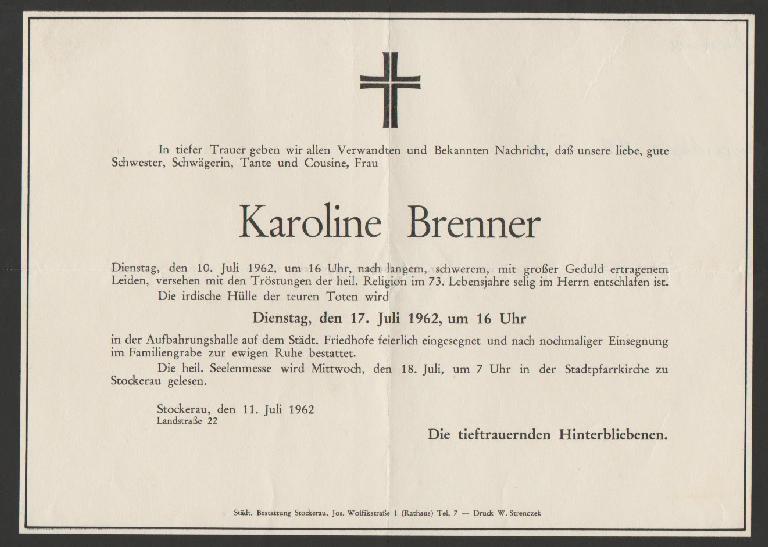 In tiefer Trauer geben wir allen Verwandten und Bekannten Nachricht, daß unsere liebe, gute
Schwester, Schwägerin, Tante und Cousine, Frau
Karoline Brenner
Dienstag, den 10. Juli 1962, um 16 Uhr, nach langem, schwerem, mit großer Geduld ertragenem
Leiden, versehen mit den Tröstungen der heil. Religion im 73. Lebensjahre selig im Herrn entschlafen ist.
Die irdische Hülle der teuren Toten wird
Dienstag, den 17. Juli 1962, um 16 Uhr
in der Aufbahrungshalle auf dem Städt. Friedhofe feierlich eingesegnet und nach nochmaliger Einsegnung
im Familiengrabe zur ewigen Ruhe bestattet.
Die heil. Seelenmesse wird Mittwoch, den 18. Juli, um 7 Uhr in der Stadtpfarrkirche zu
Stockerau gelesen.
Stockerau, den 11. Juli 1962
Landstraße 22
Die tieftrauernden Hinterbliebenen.
Städt. Bestattung Stockerau, Jos. Wolfikstraße 1 (Rathaus) Tel. 7 — Druck W. Strenczek